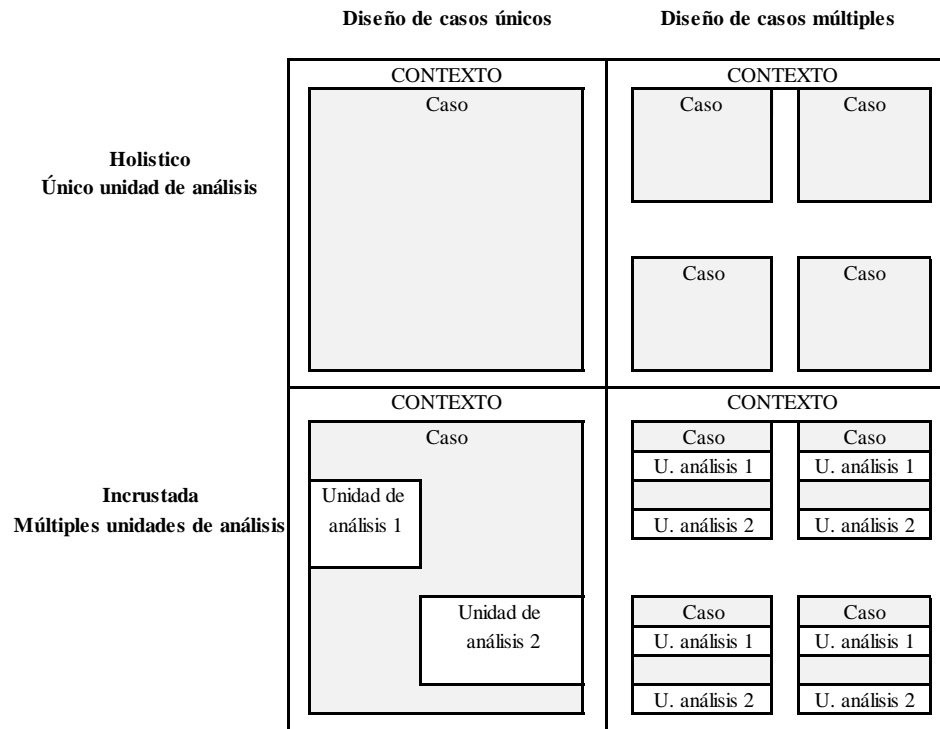 Diseño de casos únicos
Diseño de casos múltiples
CONTEXTO
CONTEXTO
Caso
Caso
Caso
Holistico
Único unidad de análisis
Caso
Caso
CONTEXTO
CONTEXTO
Caso
Caso
Caso
U. análisis 1
U. análisis 1
Incrustada
Múltiples unidades de análisis
Unidad de
análisis 1
U. análisis 2
U. análisis 2
Unidad de
análisis 2
Caso
Caso
U. análisis 1
U. análisis 1
U. análisis 2
U. análisis 2